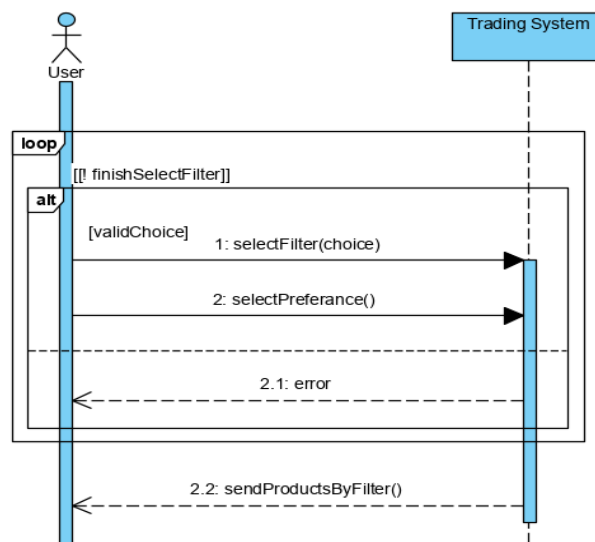 User
Trading System
loop
[[! finishSelectFilter]]
alt
[validChoice]
1: selectFilter(choice)
2: selectPreferance()
2.1: error
2.2: sendProductsByFilter()